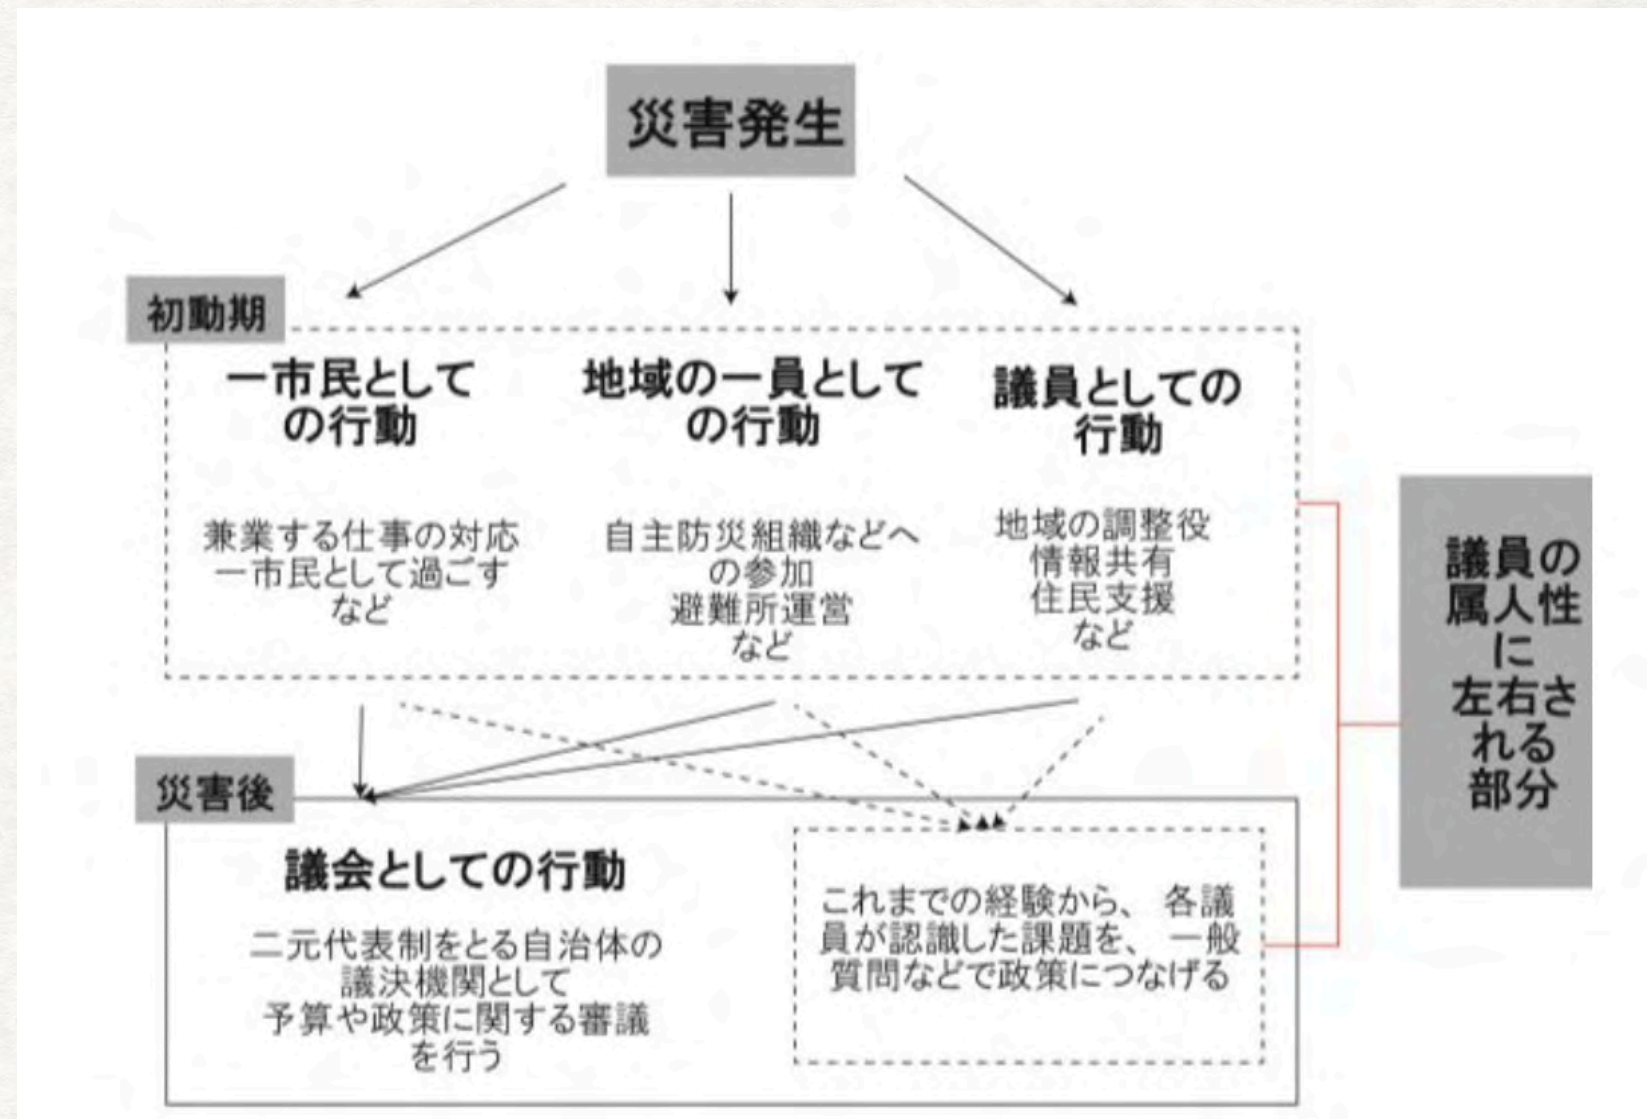 災害発生
初動期
一市民として
の行動
兼業する仕事の対応
一市民として過ごす
など
地域の一員として
の行動
自主防災組織などへ
の参加
避難所運営
など
議員としての
行動
地域の調整役
情報共有
住民支援
など
議員の
属人性
に
左右さ
れる
部分
災害後
議会としての行動
二元代表制をとる自治体の
議決機関として
予算や政策に関する審議
を行う
これまでの経験から、 各議
員が認識した課題を、 一般
質問などで政策につなげる